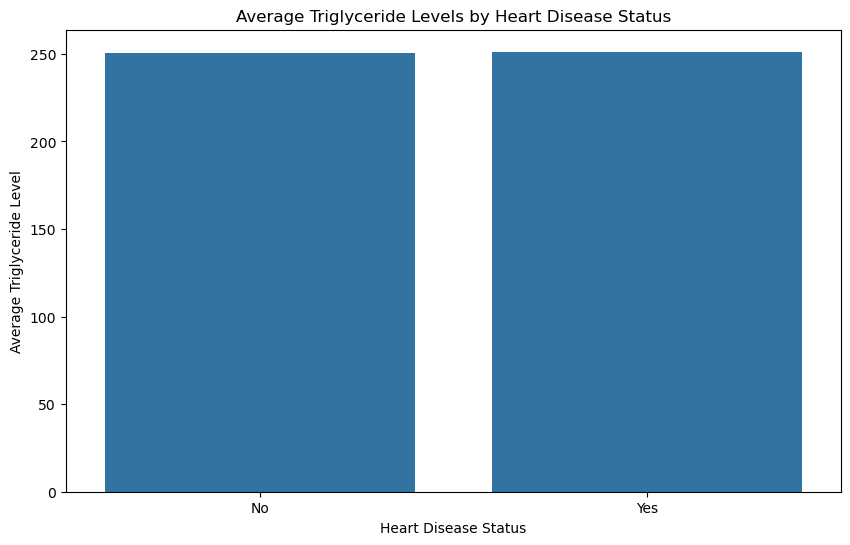 Average Triglyceride Levels by Heart Disease Status
Average Triglyceride Level
250
200
150
100
50
0
No
Yes
Heart Disease Status